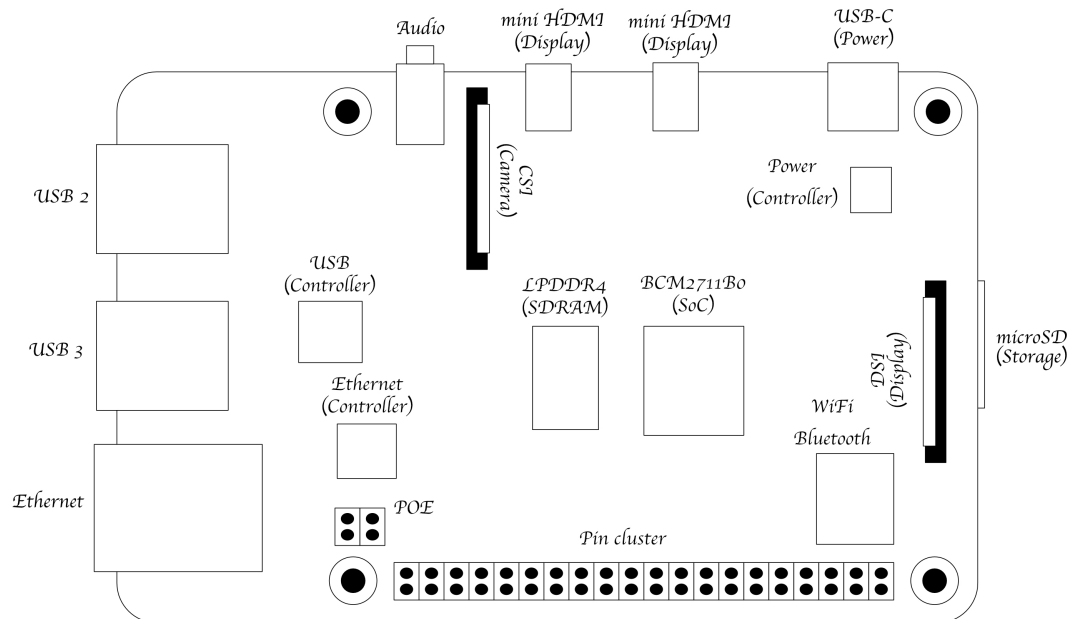 Audio
mini HDMI
(Display)
mini HDMI
(Display)
USB-C
(Power)
USB 2
CSI
(Camera)
Power
(Controller)
USB
(Controller)
LPDDR4
(SDRAM)
BCM2711B0
(SoC)
USB 3
DSI
(Display)
microSD
(Storage)
Ethernet
(Controller)
WiFi
Bluetooth
Ethernet
POE
Pin cluster